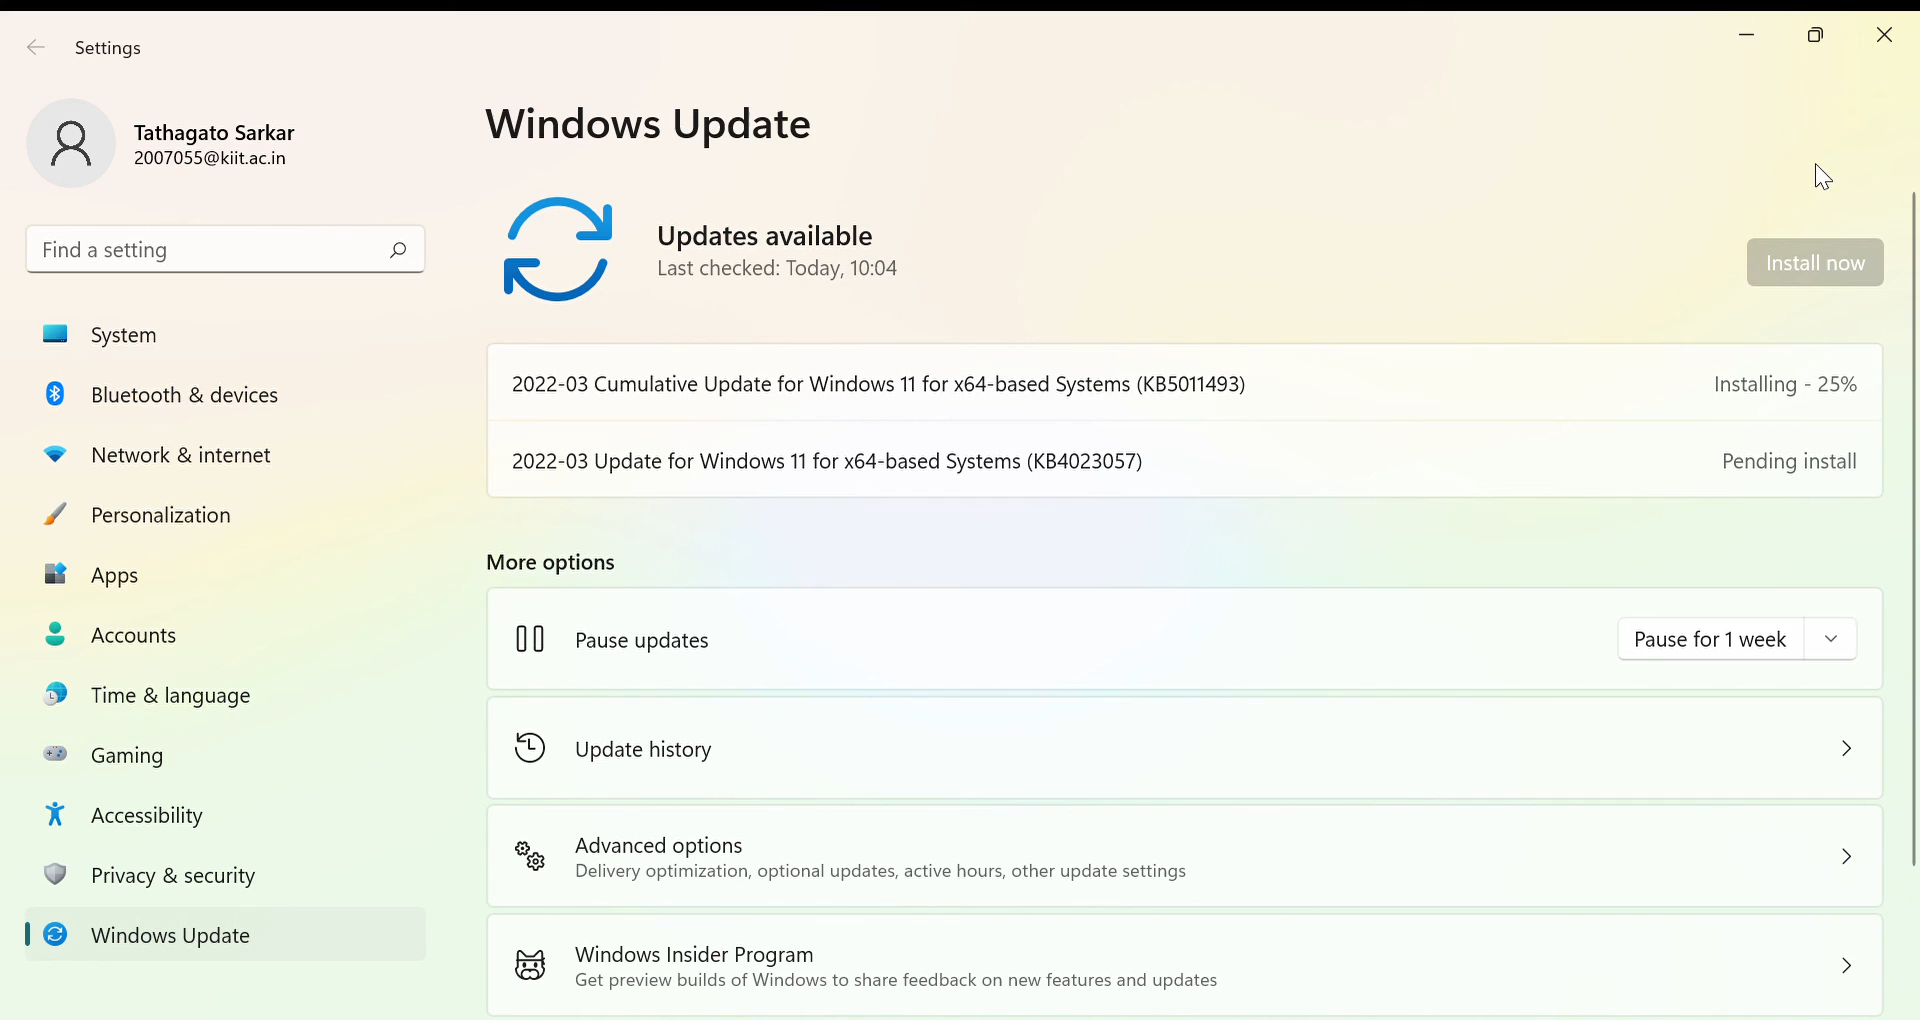 Settings
Tathagato Sarkar
2007055@kiit.ac.in
Find a setting
System
Bluetooth & devices
Network & internet
Personalization
Apps
Accounts
Time & language
Gaming
Accessibility
Privacy & security
Windows Update
Windows Update
Updates available
Last checked: Today, 10:04
Install now
2022-03 Cumulative Update for Windows 11 for x64-based Systems (KB5011493) Installing - 25%
2022-03 Update for Windows 11 for x64-based Systems (KB4023057) Pending install
More options
Pause updates Pause for 1 week
Update history
Advanced options
Delivery optimization, optional updates, active hours, other update settings
Windows Insider Program
Get preview builds of Windows to share feedback on new features and updates